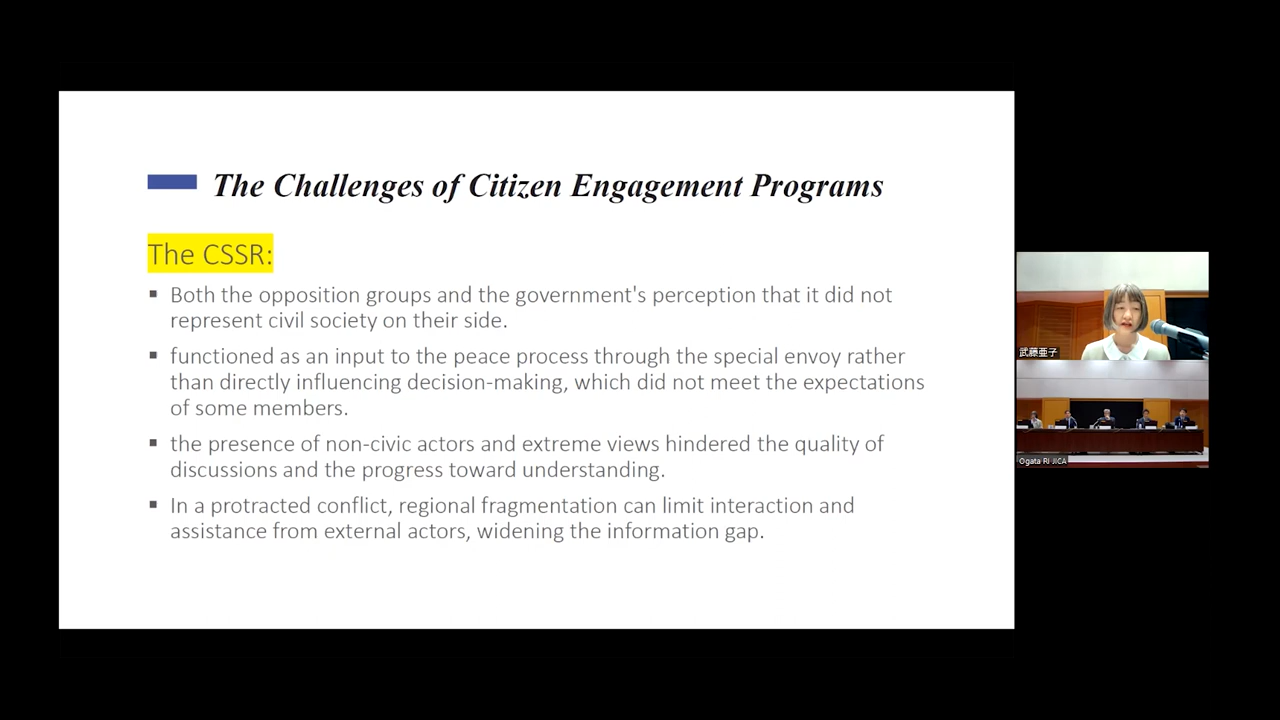 The Challenges of Citizen Engagement Programs
The CSSR:
▪ Both the opposition groups and the government's perception that it did not
represent civil society on their side.
▪ functioned as an input to the peace process through the special envoy rather
than directly influencing decision-making, which did not meet the expectations
of some members.
▪ the presence of non-civic actors and extreme views hindered the quality of
discussions and the progress toward understanding.
▪ In a protracted conflict, regional fragmentation can limit interaction and
assistance from external actors, widening the information gap.
武藤亜子
Ogata RI JICA